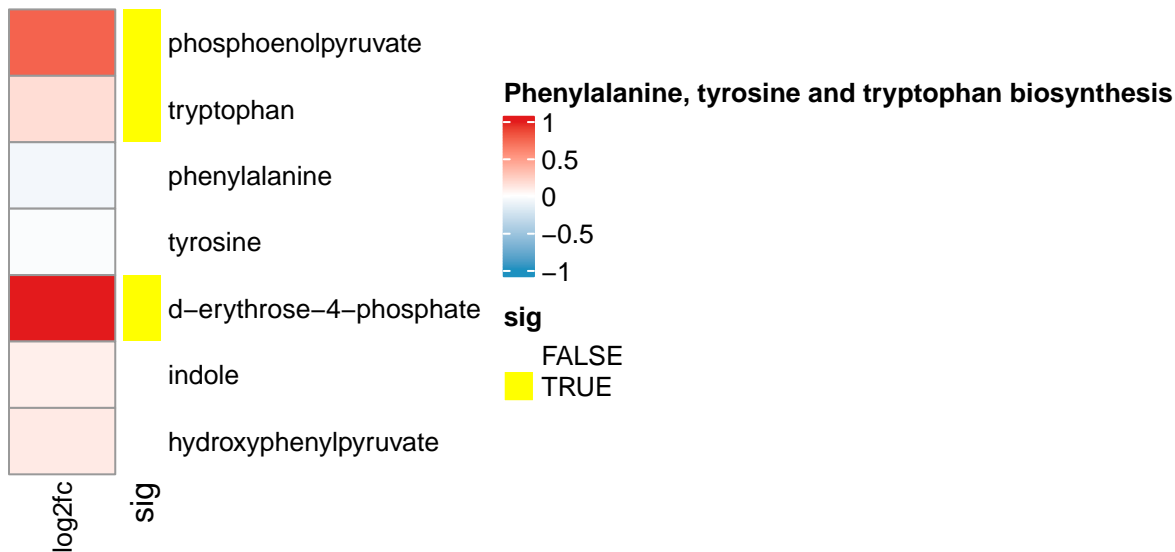 phosphoenolpyruvate
tryptophan
phenylalanine
tyrosine
d−erythrose−4−phosphate
indole
hydroxyphenylpyruvate
log2fc
sig
Phenylalanine, tyrosine and tryptophan biosynthesis
1
0.5
0
−0.5
−1
sig
FALSE
TRUE